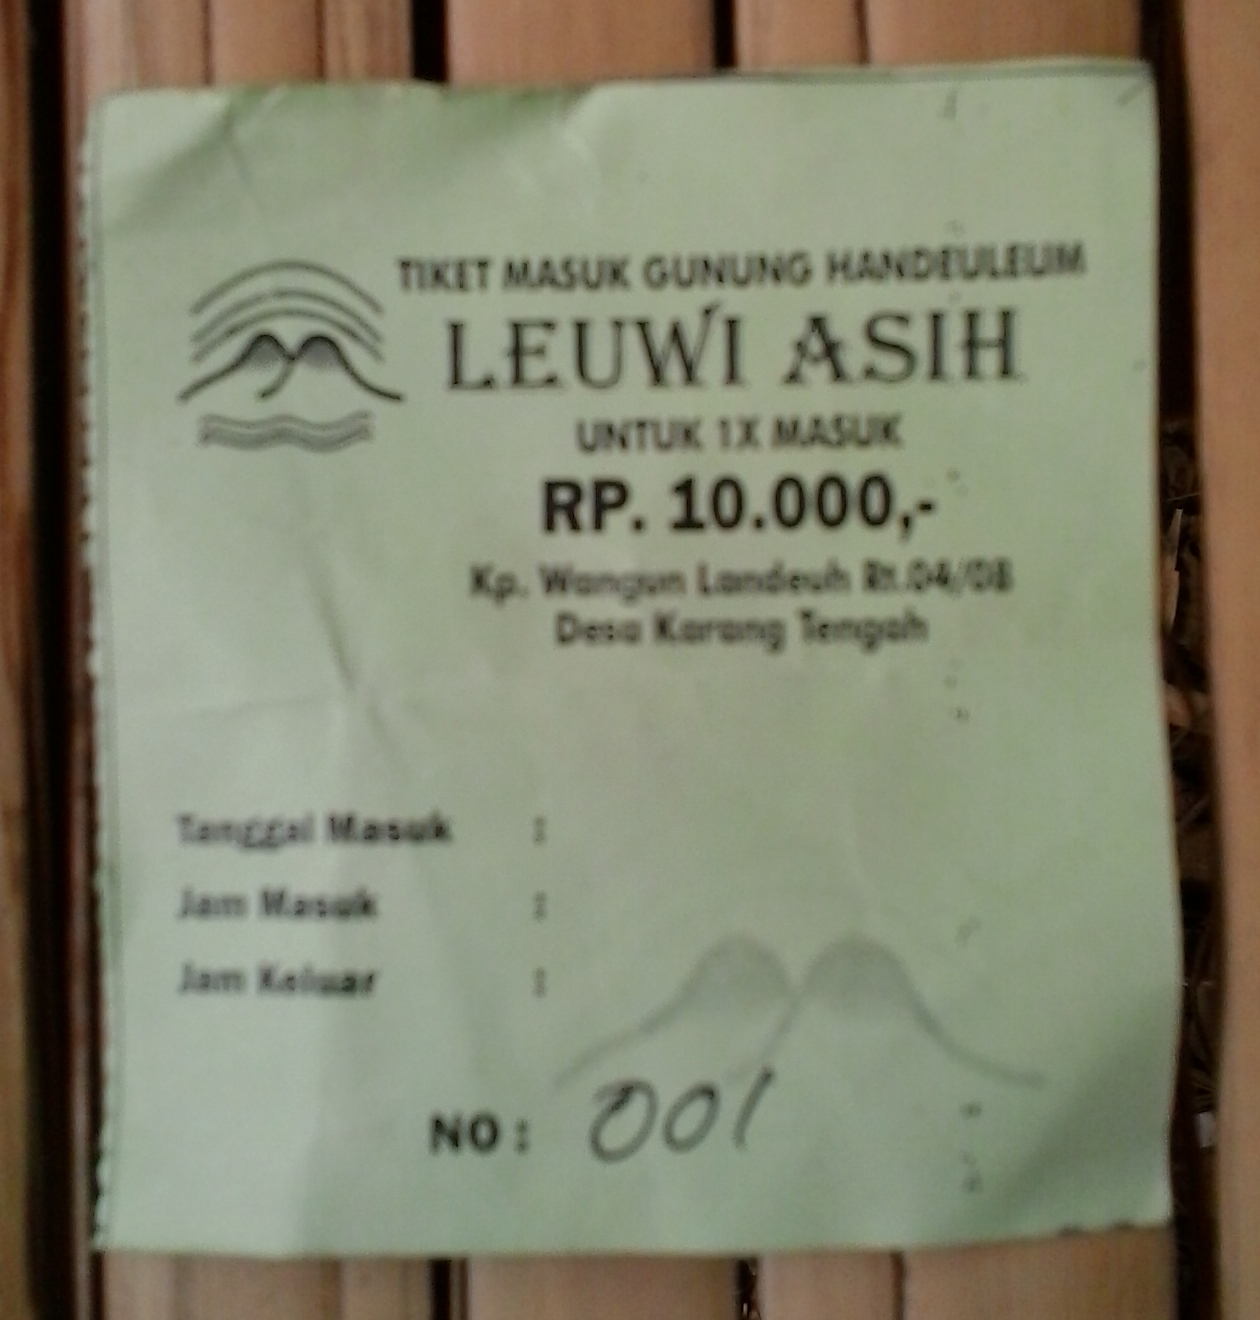 TIKET MASUK GUNUNG HANDEULEUM
LEUWI ASIH
UNTUK 1X MASUK
RP. 10.000,-
Kp. Wangun Landeuh Rt.04/08
Desa Karang Tengah
Tanggal Masuk :
Jam Masuk :
Jam Keluar :
NO : 001